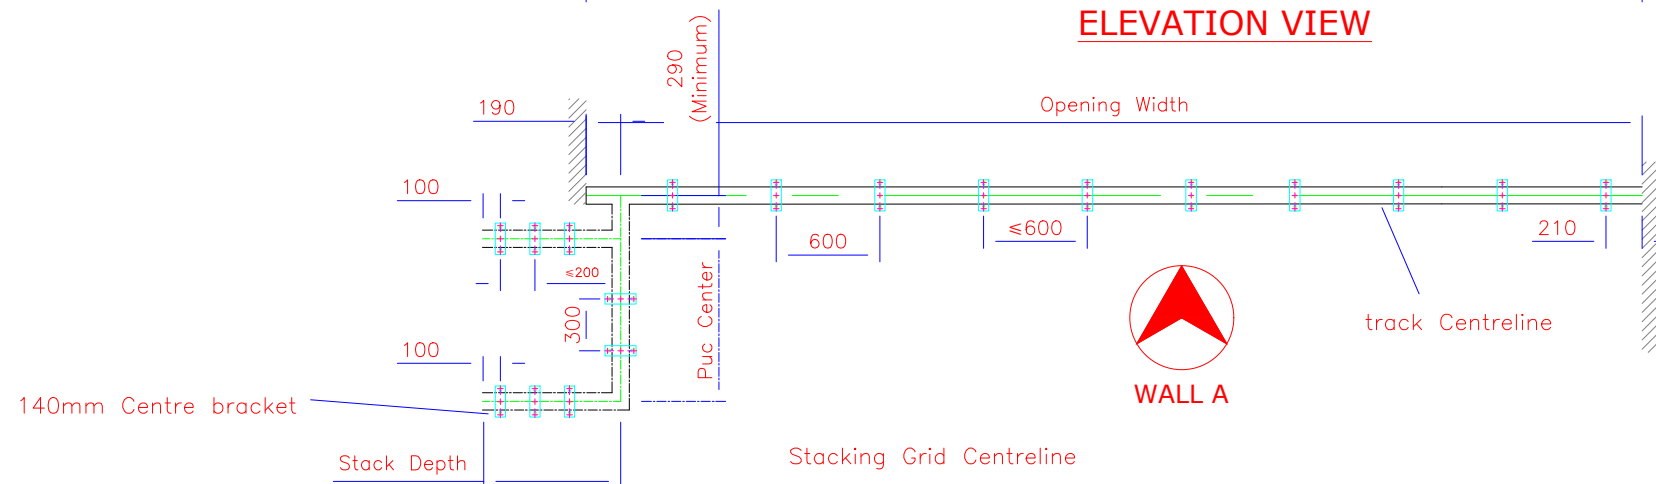 ELEVATION VIEW
290
(Minimum)
190
Opening Width
100
600
≤600
210
≤200
300
Puc Center
track Centreline
100
WALL A
140mm Centre bracket
Stacking Grid Centreline
Stack Depth